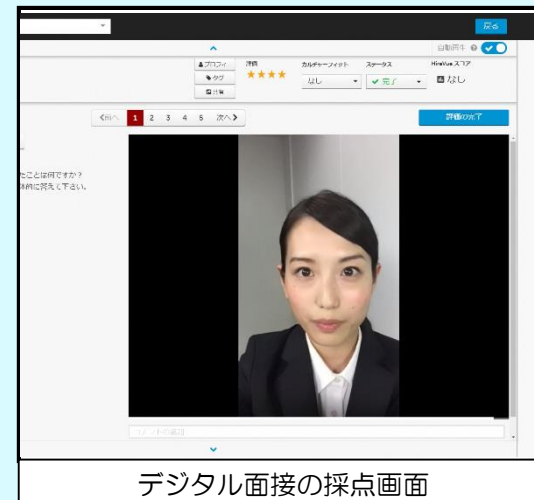 戻る
自動再生
評価
カルチャーフィット
ステータス
HireVue スコア
タグ
共有
★★★★
なし
完了
なし
前へ 1 2 3 4 5 次へ
評価の完了
たことは何ですか？
体的に答えて下さい。
デジタル面接の採点画面